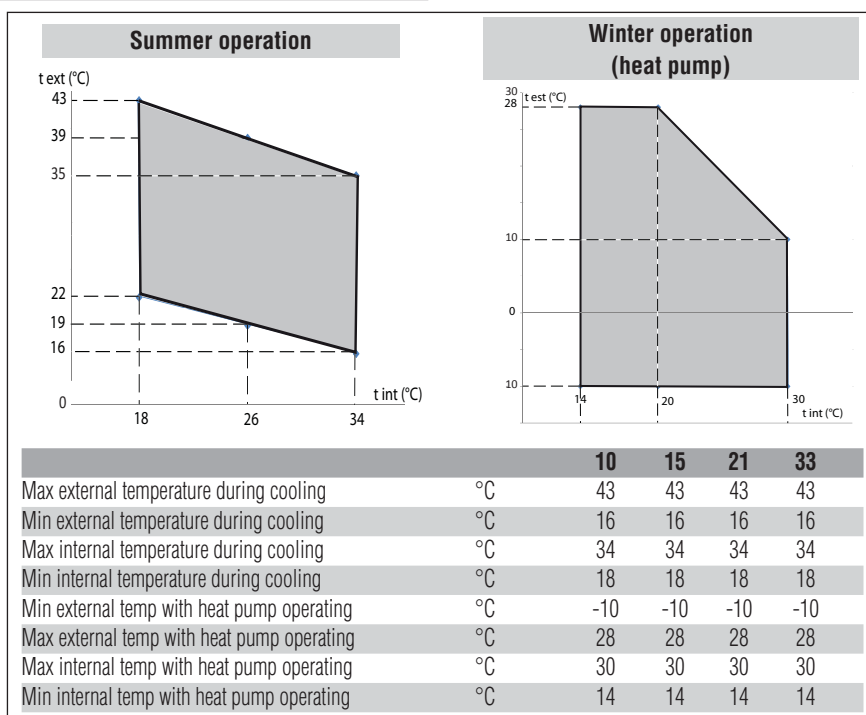 Summer operation
t ext (°C)
43
39
35
22
19
16
0
18 26 34
t int (°C)
Winter operation
(heat pump)
30
28
t est (°C)
10
0
10
14 20 30
t int (°C)
10 15 21 33
Max external temperature during cooling °C 43 43 43 43
Min external temperature during cooling °C 16 16 16 16
Max internal temperature during cooling °C 34 34 34 34
Min internal temperature during cooling °C 18 18 18 18
Min external temp with heat pump operating °C -10 -10 -10 -10
Max external temp with heat pump operating °C 28 28 28 28
Max internal temp with heat pump operating °C 30 30 30 30
Min internal temp with heat pump operating °C 14 14 14 14